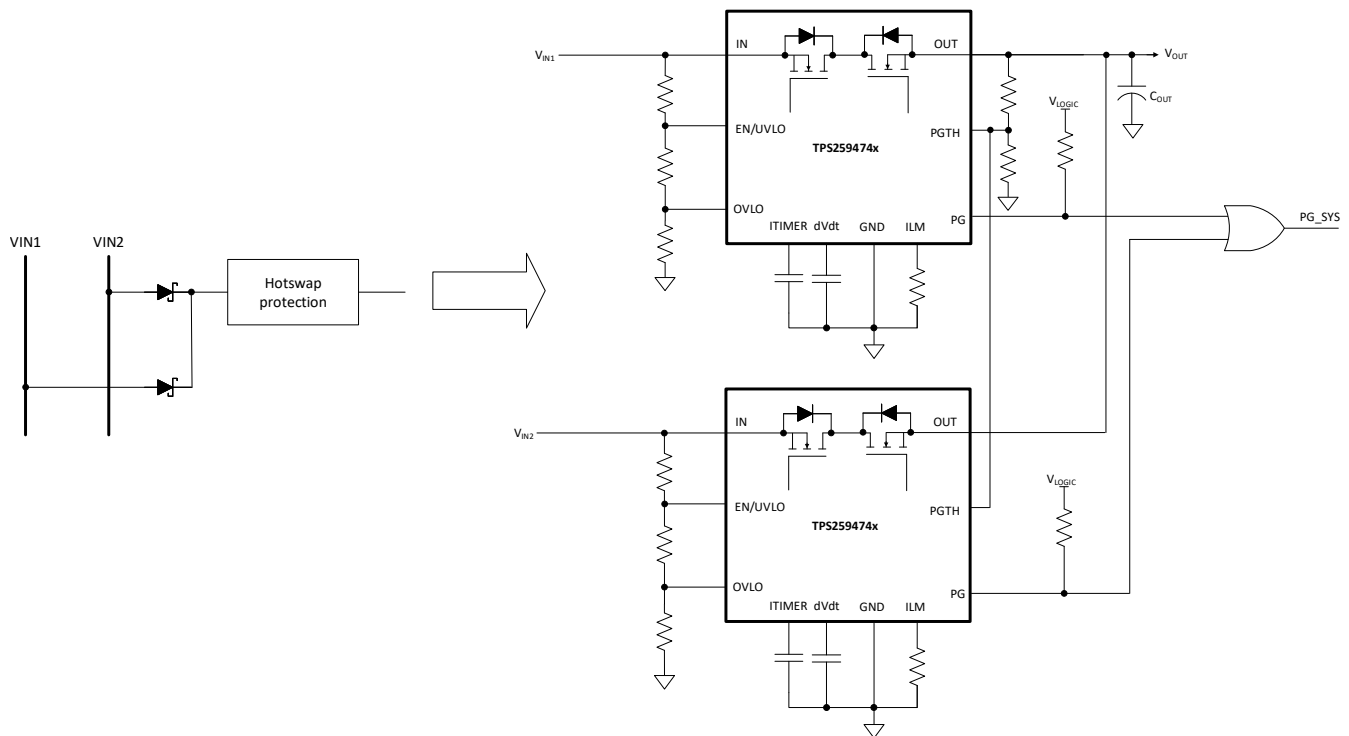 VIN1
VIN2
Hotswap
protection
VIN1
IN
OUT
VOUT
COUT
VLOGIC
EN/UVLO
PGTH
TPS259474x
OVLO
PG
PG_SYS
ITIMER dVdt GND ILM
VIN2
IN
OUT
VLOGIC
EN/UVLO
PGTH
TPS259474x
OVLO
PG
ITIMER dVdt GND ILM